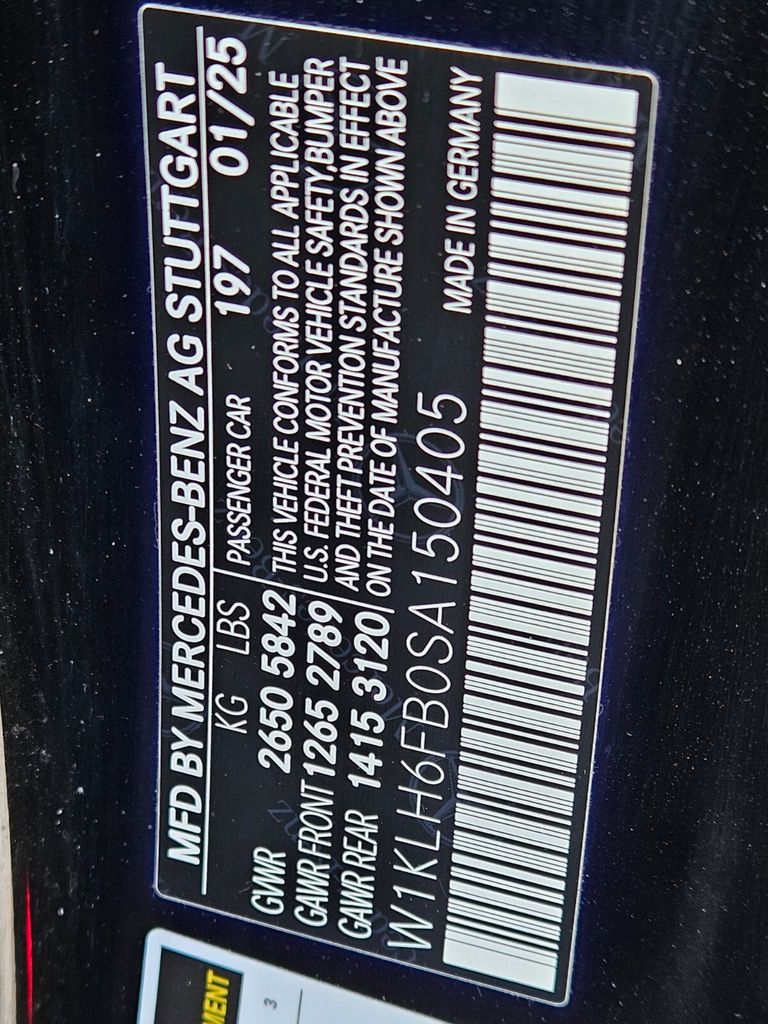 MFD BY MERCEDES-BENZ AG STUTTGART
KG LBS PASSENGER CAR 197 01/25
GVWR 2650 5842 THIS VEHICLE CONFORMS TO ALL APPLICABLE
GAWR FRONT 1265 2789 U.S. FEDERAL MOTOR VEHICLE SAFETY,BUMPER
GAWR REAR 1415 3120 AND THEFT PREVENTION STANDARDS IN EFFECT
ON THE DATE OF MANUFACTURE SHOWN ABOVE
W1KLH6FB0SA150405 MADE IN GERMANY
3